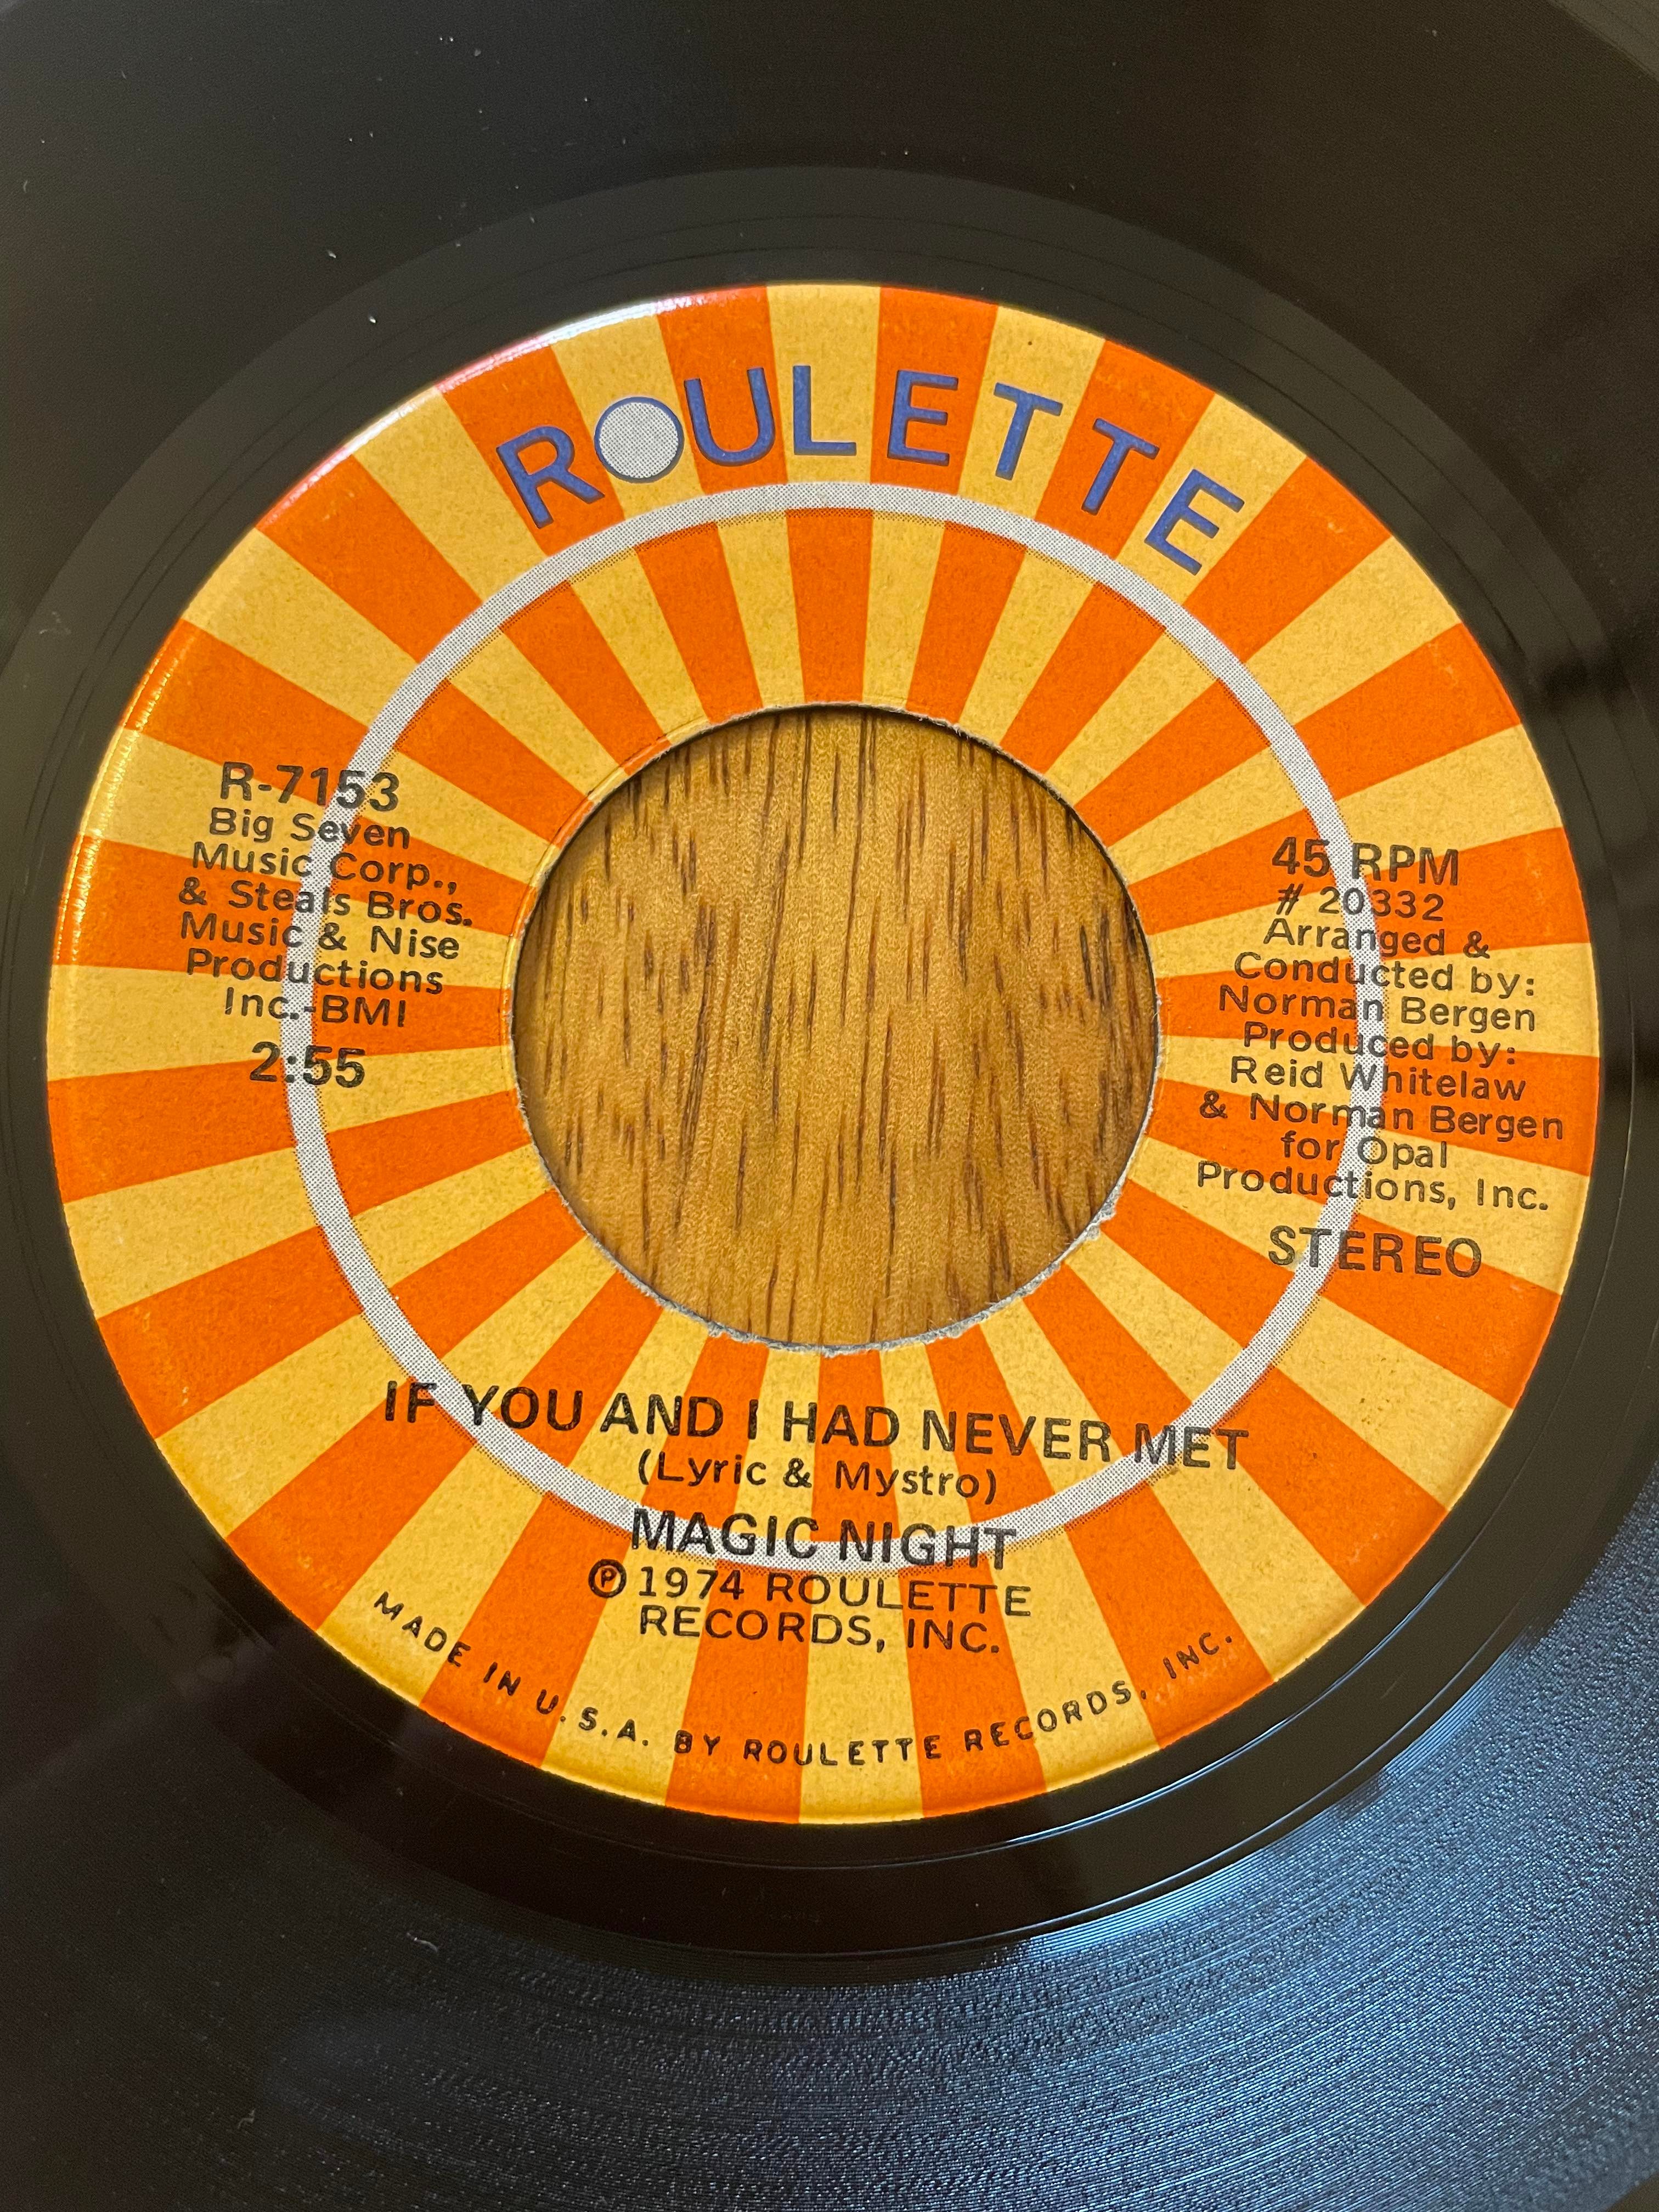 ROULETTE
R-7153
Big Seven
Music Corp.,
& Steals Bros.
Music & Nise
Productions
Inc.-BMI
2:55
45 RPM
# 20332
Arranged &
Conducted by:
Norman Bergen
Produced by:
Reid Whitelaw
& Norman Bergen
for Opal
Productions, Inc.
STEREO
IF YOU AND I HAD NEVER MET
(Lyric & Mystro)
MAGIC NIGHT
℗ 1974 ROULETTE
RECORDS, INC.
MADE IN U.S.A. BY ROULETTE RECORDS, INC.